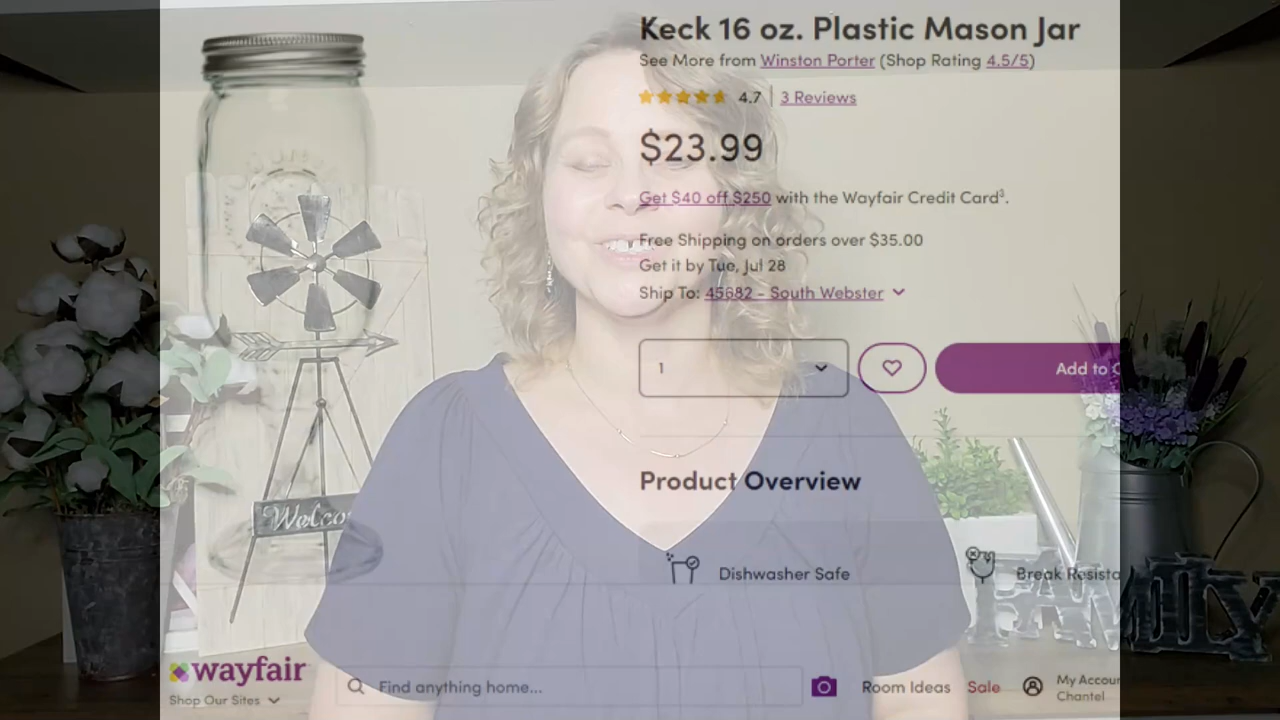 Keck 16 oz. Plastic Mason Jar
See More from Winston Porter (Shop Rating 4.5/5)
4.7 | 3 Reviews
$23.99
Get $40 off $250 with the Wayfair Credit Card³.
Free Shipping on orders over $35.00
Get it by Tue, Jul 28
Ship To: 45682 - South Webster
1
Add to C
Product Overview
Welco
Dishwasher Safe
Break Resista
FAMILY
wayfair
Find anything home...
Room Ideas
Sale
My Accoun
Chantel
Shop Our Sites